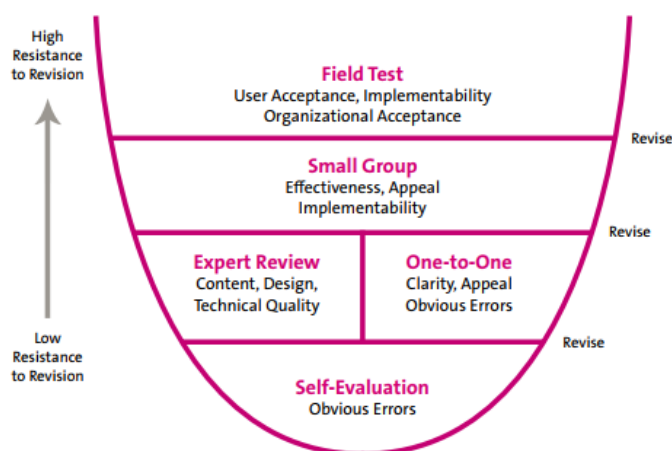 High
Resistance
to Revision
Field Test
User Acceptance, Implementability
Organizational Acceptance
Revise
Small Group
Effectiveness, Appeal
Implementability
Revise
Expert Review
Content, Design,
Technical Quality
One-to-One
Clarity, Appeal
Obvious Errors
Revise
Low
Resistance
to Revision
Self-Evaluation
Obvious Errors